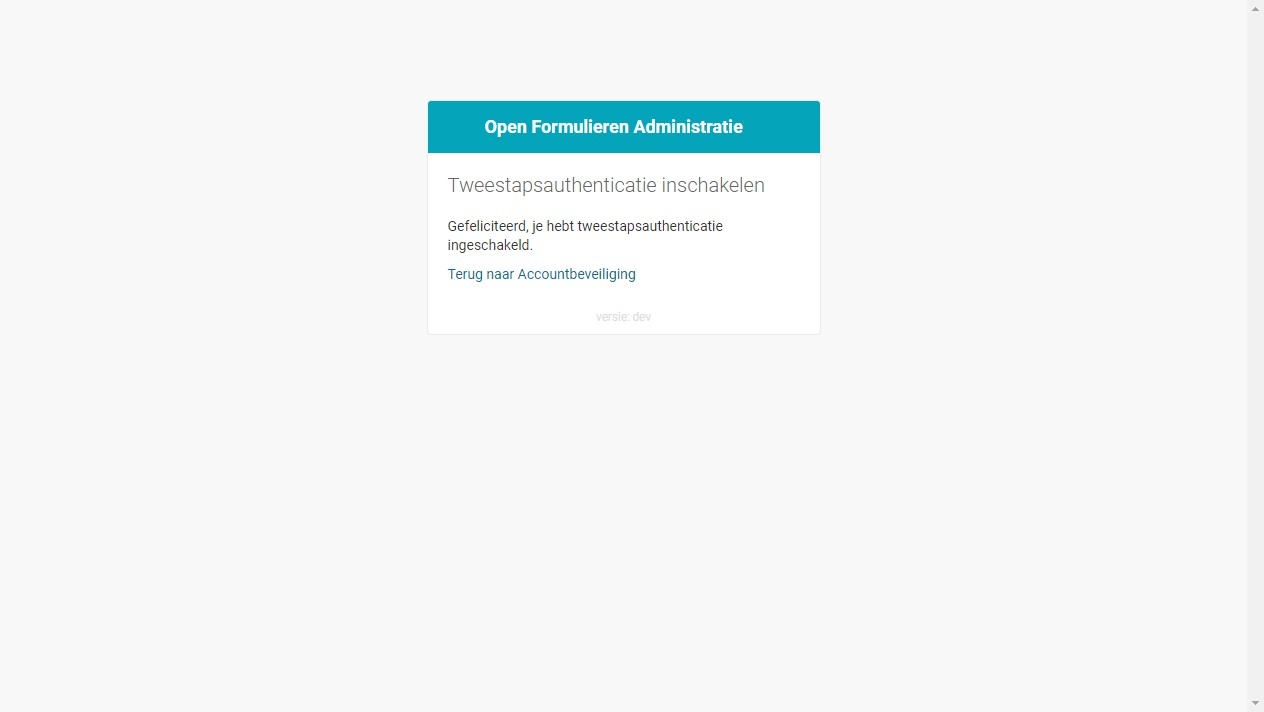 Open Formulieren Administratie
Tweestapsauthenticatie inschakelen
Gefeliciteerd, je hebt tweestapsauthenticatie
ingeschakeld.
Terug naar Accountbeveiliging
versie: dev